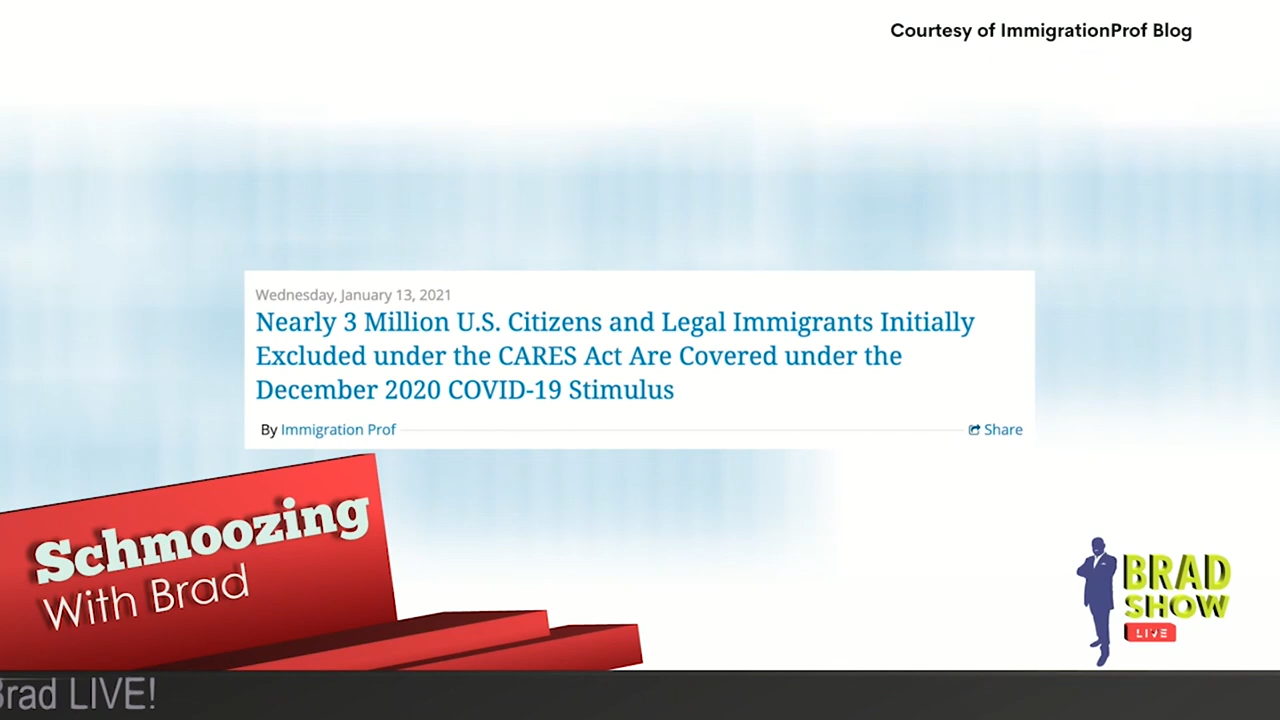 Courtesy of ImmigrationProf Blog
Wednesday, January 13, 2021
Nearly 3 Million U.S. Citizens and Legal Immigrants Initially
Excluded under the CARES Act Are Covered under the
December 2020 COVID-19 Stimulus
By Immigration Prof
Share
Schmoozing
With Brad
BRAD
SHOW
LIVE
Brad LIVE!